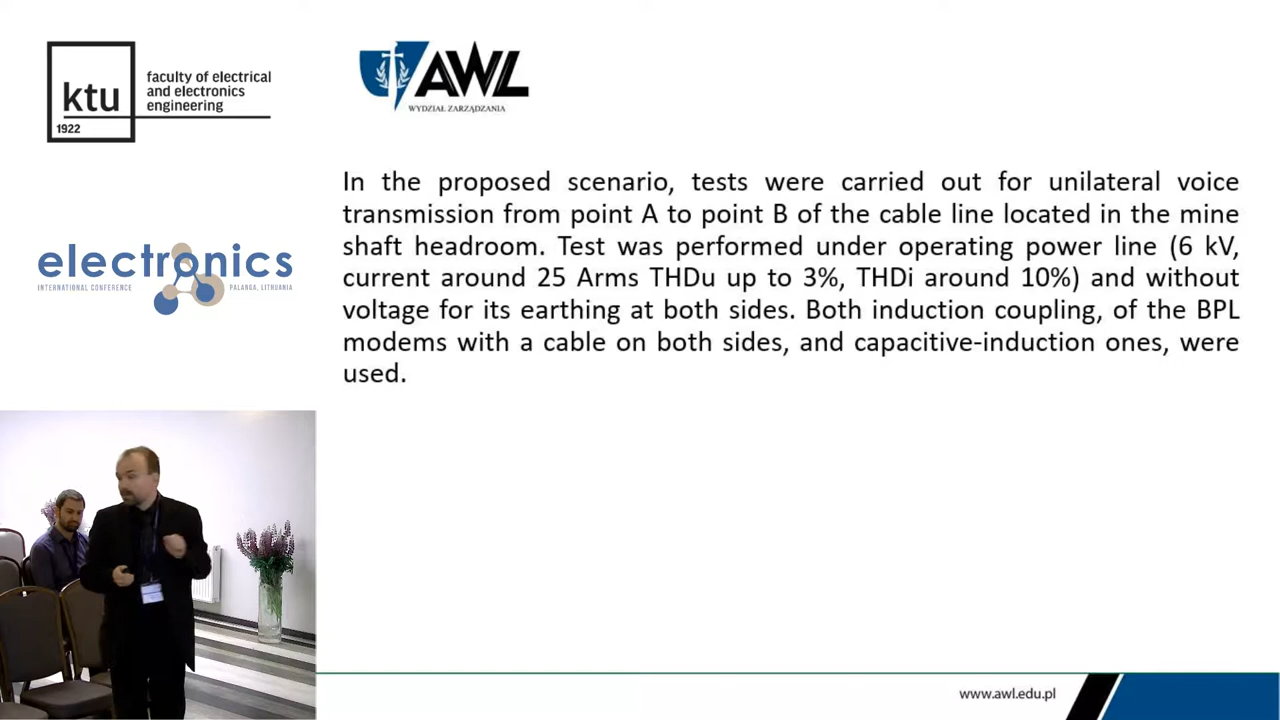 ktu
1922
faculty of electrical
and electronics
engineering
AWL
WYDZIAŁ ZARZĄDZANIA
electronics
INTERNATIONAL CONFERENCE
PALANGA, LITHUANIA
In the proposed scenario, tests were carried out for unilateral voice
transmission from point A to point B of the cable line located in the mine
shaft headroom. Test was performed under operating power line (6 kV,
current around 25 Arms THDu up to 3%, THDi around 10%) and without
voltage for its earthing at both sides. Both induction coupling, of the BPL
modems with a cable on both sides, and capacitive-induction ones, were
used.
www.awl.edu.pl